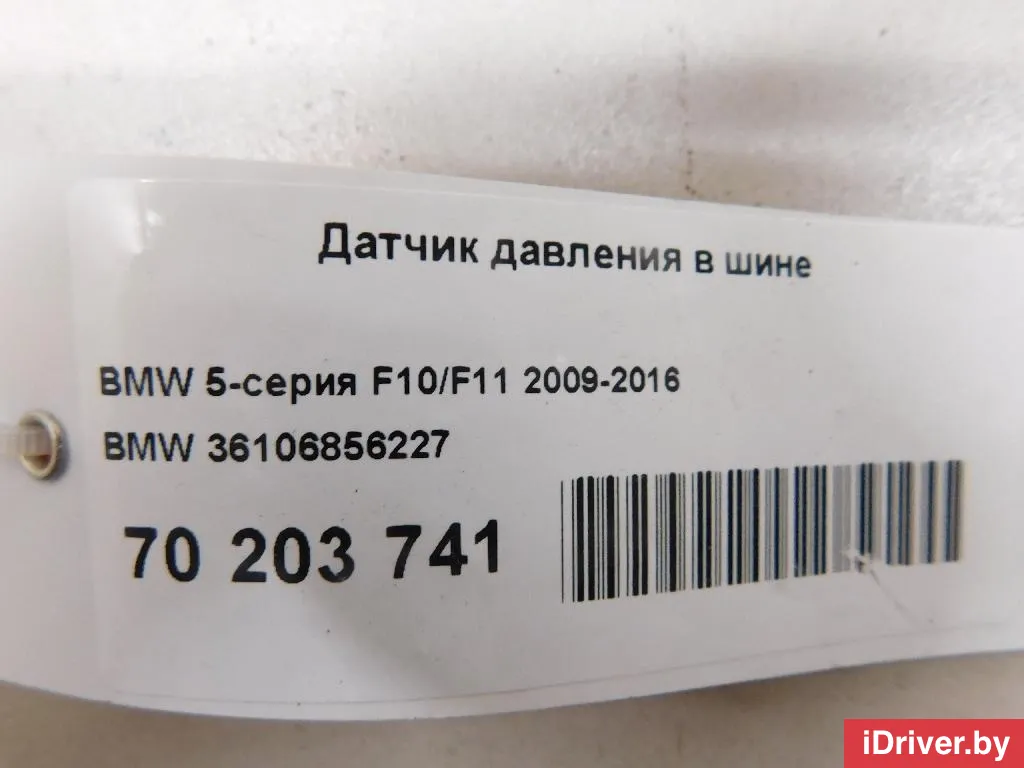 Датчик давления в шине
BMW 5-серия F10/F11 2009-2016
BMW 36106856227
70 203 741
iDriver.by